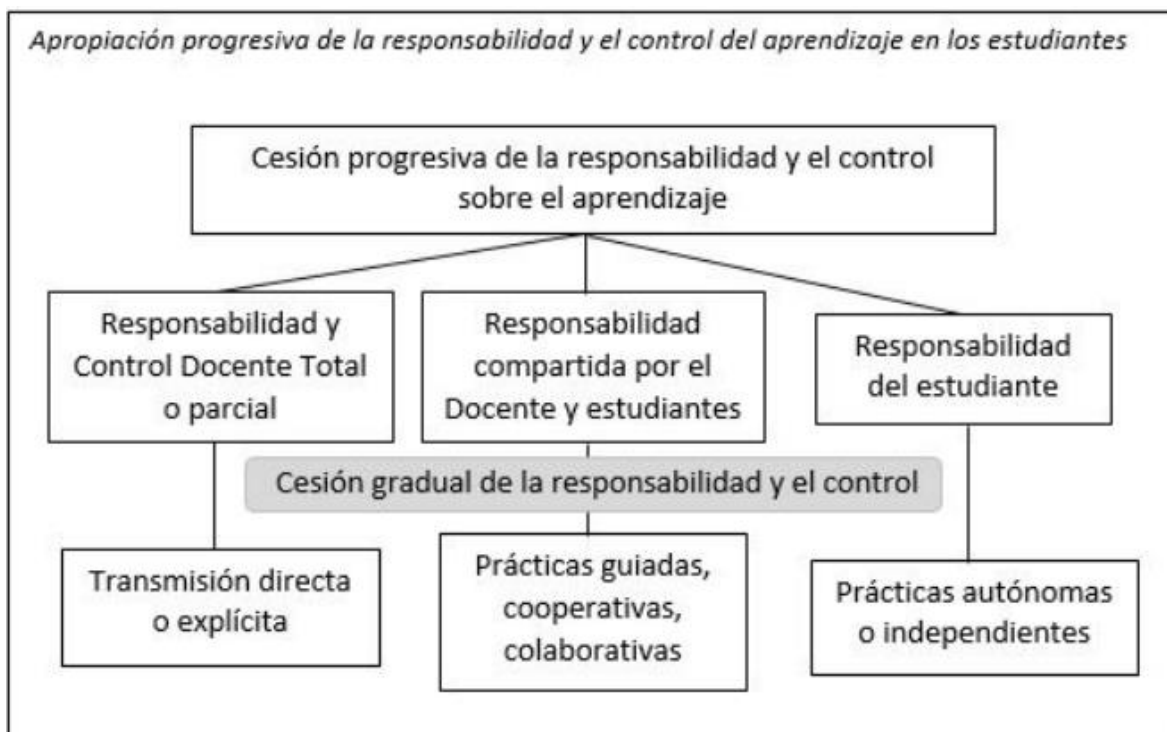 Apropiación progresiva de la responsabilidad y el control del aprendizaje en los estudiantes
Cesión progresiva de la responsabilidad y el control
sobre el aprendizaje
Responsabilidad y
Control Docente Total
o parcial
Responsabilidad
compartida por el
Docente y estudiantes
Responsabilidad
del estudiante
Cesión gradual de la responsabilidad y el control
Transmisión directa
o explícita
Prácticas guiadas,
cooperativas,
colaborativas
Prácticas autónomas
o independientes